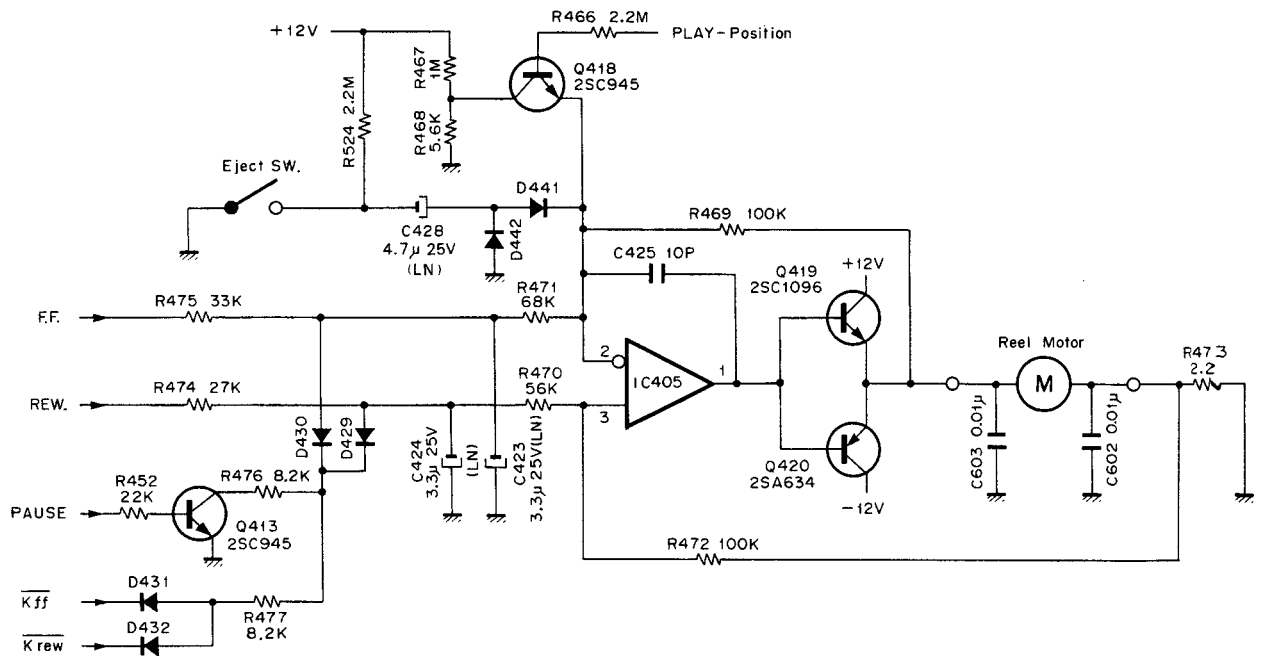 R466 2.2M
+12V
PLAY-Position
R467
1M
Q418
2SC945
R524 2.2M
R468
5.6K
Eject SW.
D441
R469 100K
C428
4.7μ 25V
(LN)
D442
C425 10P
Q419
2SC1096
+12V
R475 33K
R471
68K
F.F.
Reel Motor
R473
2.2
2
IC405
1
M
R474 27K
R470
56K
REW.
3
D430
D429
C424
3.3μ 25V
(LN)
C423
3.3μ 25V(LN)
C603 0.01μ
C602 0.01μ
Q420
2SA634
R476 8.2K
R452
22K
PAUSE
-12V
Q413
2SC945
R472 100K
D431
Kff
R477
8.2K
D432
Krew